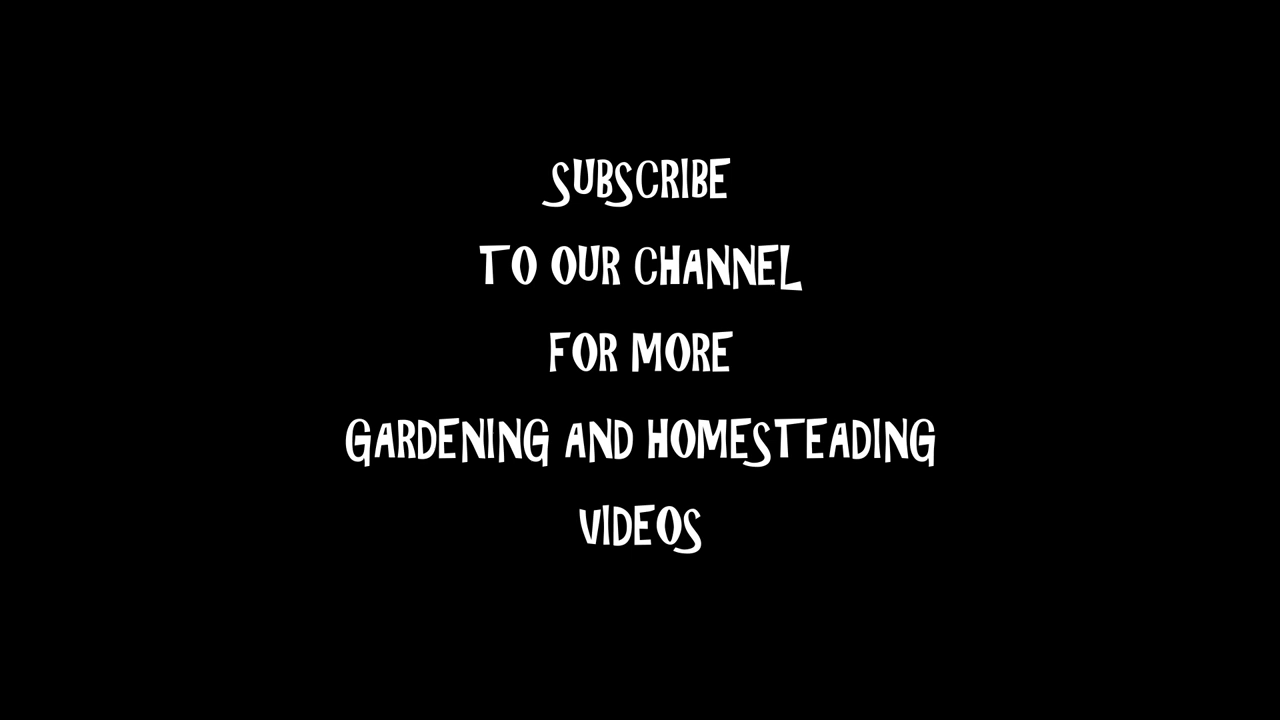 SUBSCRIBE
TO OUR CHANNEL
FOR MORE
GARDENING AND HOMESTEADING
VIDEOS